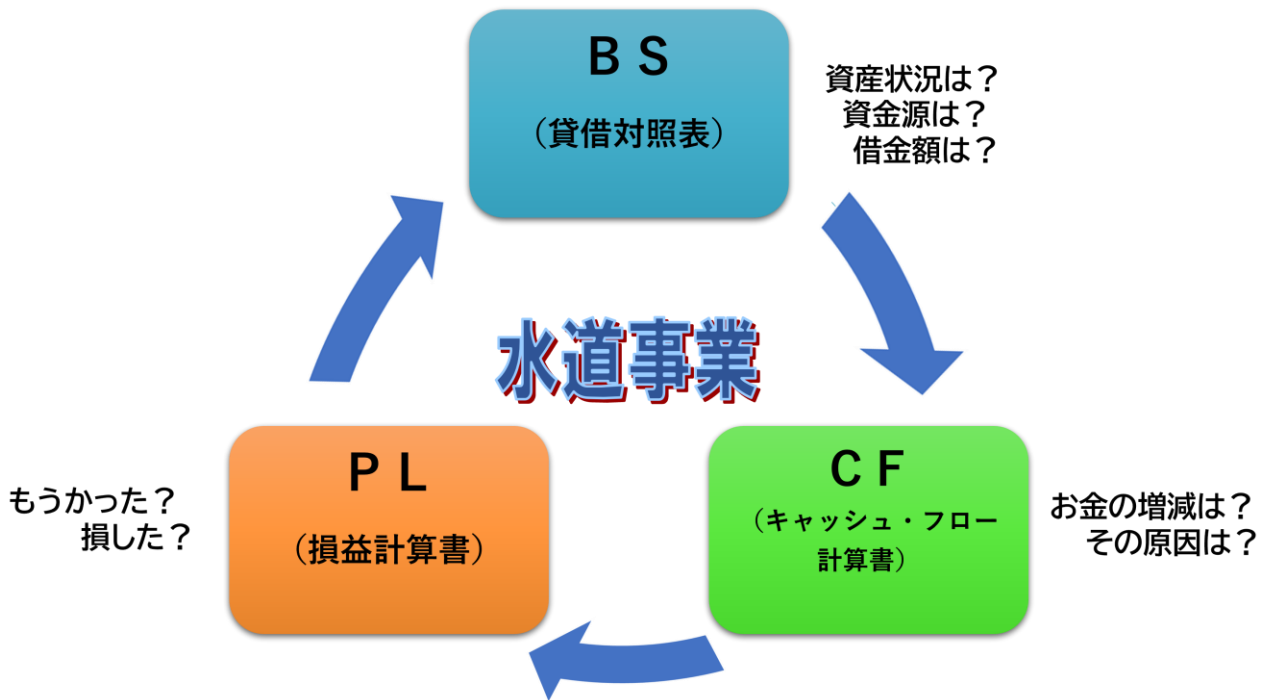 ＢＳ
（貸借対照表）
資産状況は？
資金源は？
借金額は？
水道事業
ＰＬ
（損益計算書）
もうかった？
損した？
ＣＦ
（キャッシュ・フロー
計算書）
お金の増減は？
その原因は？